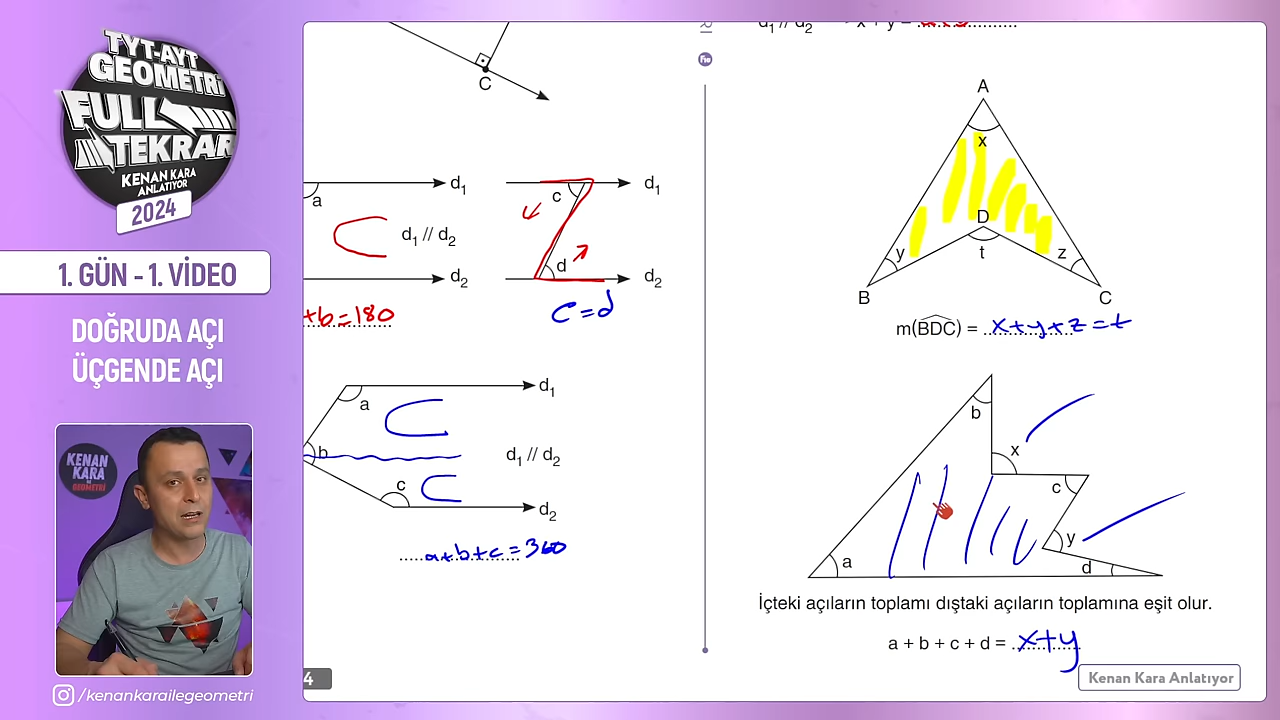 TYT-AYT
GEOMETRİ
FULL
TEKRAR
KENAN KARA
ANLATIYOR
2024
1. GÜN - 1. VİDEO
DOĞRUDA AÇI
ÜÇGENDE AÇI
KENAN
KARA
GEOMETRİ
/kenankarailegeometri
C
a
d1
d1 // d2
d2
+b=180
c
d
d1
d2
c=d
a
b
c
d1
d1 // d2
d2
a+b+c=360
4
d1 // d2
x + y =
A
x
D
y
t
z
B
C
m(BDC) = x+y+z=t
b
x
c
y
a
d
İçteki açıların toplamı dıştaki açıların toplamına eşit olur.
a + b + c + d = x+y
Kenan Kara Anlatıyor